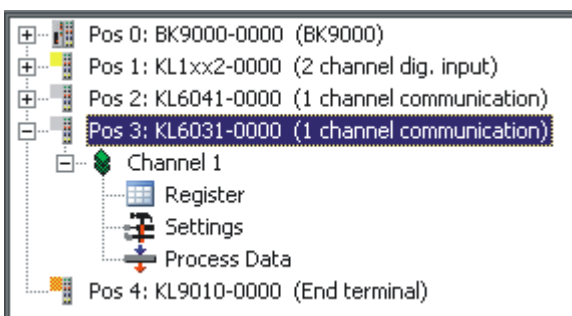 Pos 0: BK9000-0000 (BK9000)
Pos 1: KL1xx2-0000 (2 channel dig. input)
Pos 2: KL6041-0000 (1 channel communication)
Pos 3: KL6031-0000 (1 channel communication)
Channel 1
Register
Settings
Process Data
Pos 4: KL9010-0000 (End terminal)